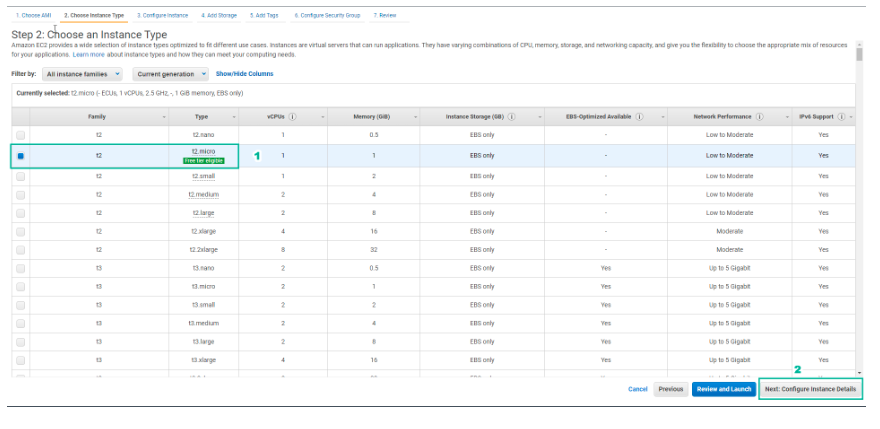 1. Choose AMI 2. Choose Instance Type 3. Configure Instance 4. Add Storage 5. Add Tags 6. Configure Security Group 7. Review
Step 2: Choose an Instance Type
Amazon EC2 provides a wide selection of instance types optimized to fit different use cases. Instances are virtual servers that can run applications. They have varying combinations of CPU, memory, storage, and networking capacity, and give you the flexibility to choose the appropriate mix of resources
for your applications. Learn more about instance types and how they can meet your computing needs.
Filter by: All instance families Current generation Show/Hide Columns
Currently selected: t2.micro (- ECUs, 1 vCPUs, 2.5 GHz, -, 1 GiB memory, EBS only)
Family Type vCPUs Memory (GiB) Instance Storage (GB) EBS-Optimized Available Network Performance IPv6 Support
t2 t2.nano 1 0.5 EBS only - Low to Moderate Yes
t2 t2.micro 1 1 1 EBS only - Low to Moderate Yes
Free tier eligible
t2 t2.small 1 2 EBS only - Low to Moderate Yes
t2 t2.medium 2 4 EBS only - Low to Moderate Yes
t2 t2.large 2 8 EBS only - Low to Moderate Yes
t2 t2.xlarge 4 16 EBS only - Moderate Yes
t2 t2.2xlarge 8 32 EBS only - Moderate Yes
t3 t3.nano 2 0.5 EBS only Yes Up to 5 Gigabit Yes
t3 t3.micro 2 1 EBS only Yes Up to 5 Gigabit Yes
t3 t3.small 2 2 EBS only Yes Up to 5 Gigabit Yes
t3 t3.medium 2 4 EBS only Yes Up to 5 Gigabit Yes
t3 t3.large 2 8 EBS only Yes Up to 5 Gigabit Yes
t3 t3.xlarge 4 16 EBS only Yes Up to 5 Gigabit Yes
2
Cancel Previous Review and Launch Next: Configure Instance Details